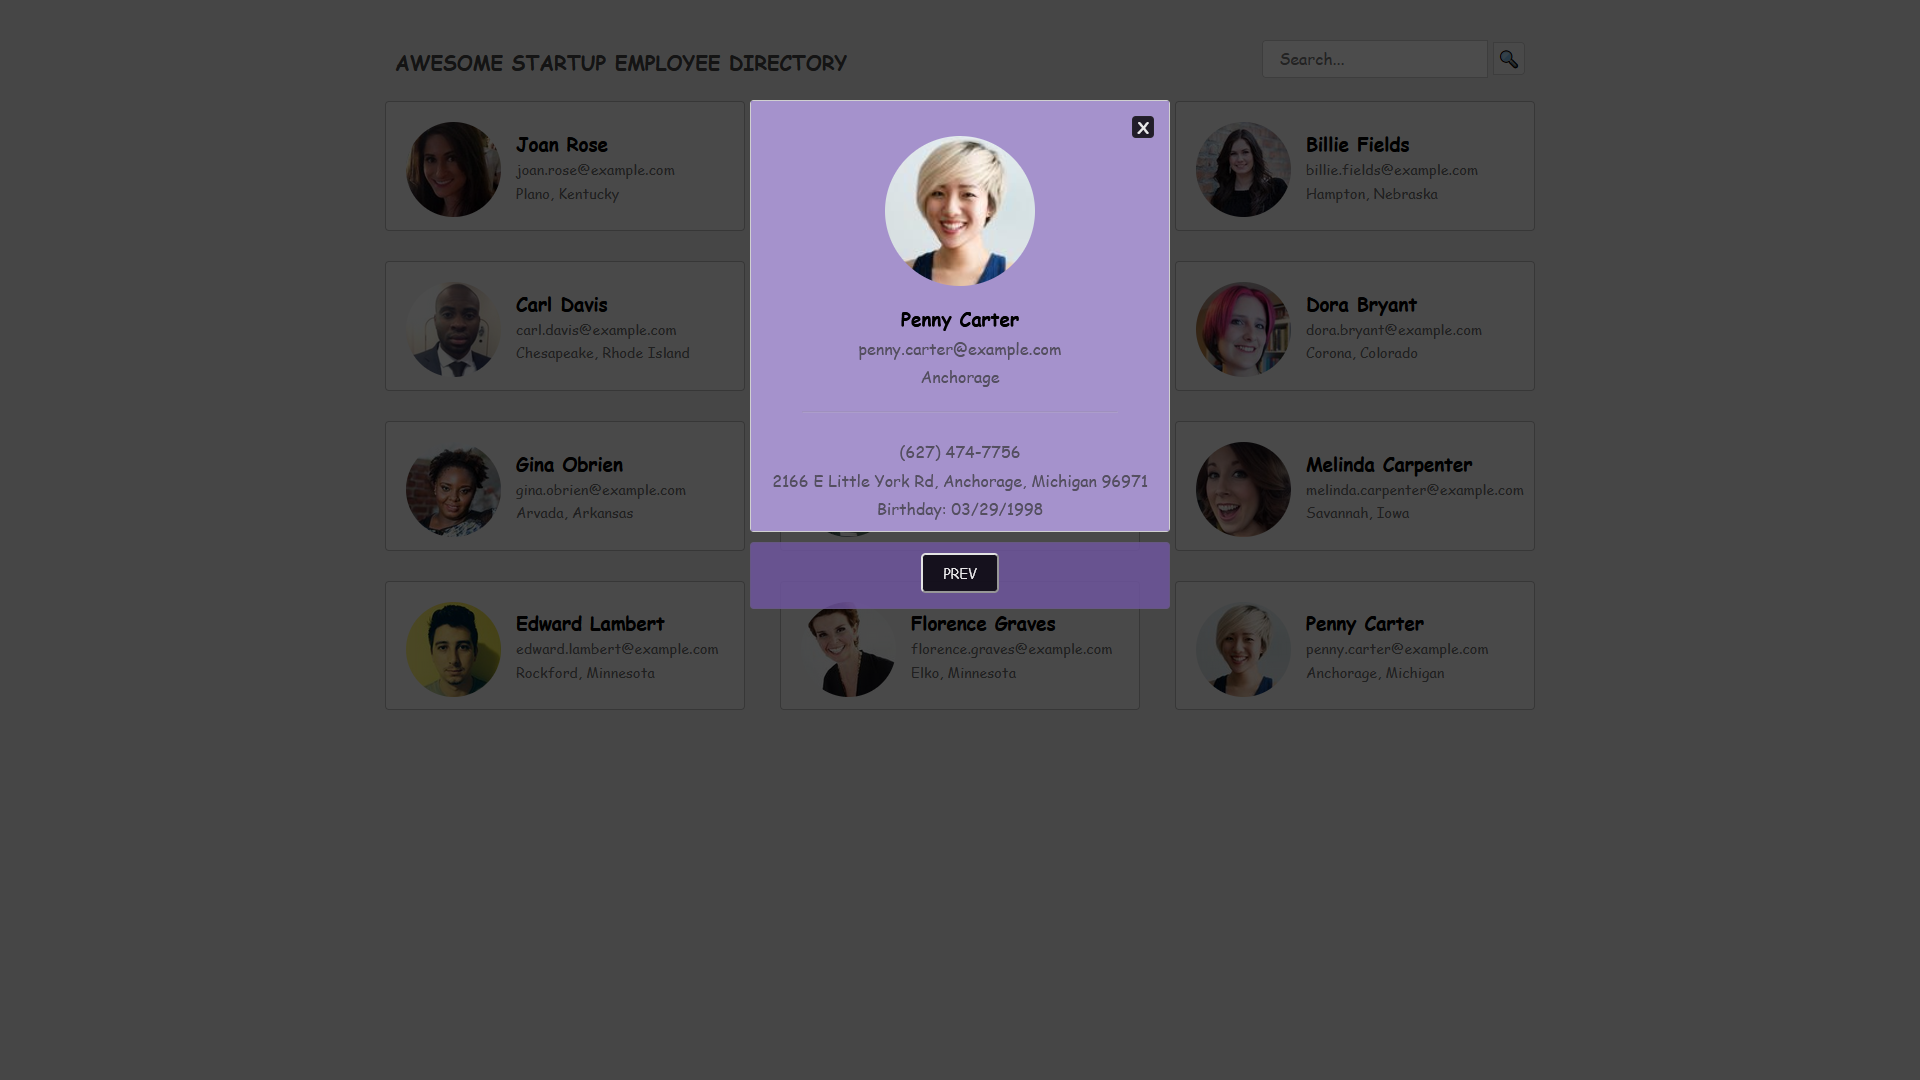 AWESOME STARTUP EMPLOYEE DIRECTORY
Search...
Joan Rose
joan.rose@example.com
Plano, Kentucky
Billie Fields
billie.fields@example.com
Hampton, Nebraska
Carl Davis
carl.davis@example.com
Chesapeake, Rhode Island
Dora Bryant
dora.bryant@example.com
Corona, Colorado
Gina Obrien
gina.obrien@example.com
Arvada, Arkansas
Melinda Carpenter
melinda.carpenter@example.com
Savannah, Iowa
Edward Lambert
edward.lambert@example.com
Rockford, Minnesota
Florence Graves
florence.graves@example.com
Elko, Minnesota
Penny Carter
penny.carter@example.com
Anchorage, Michigan
X
Penny Carter
penny.carter@example.com
Anchorage
(627) 474-7756
2166 E Little York Rd, Anchorage, Michigan 96971
Birthday: 03/29/1998
PREV